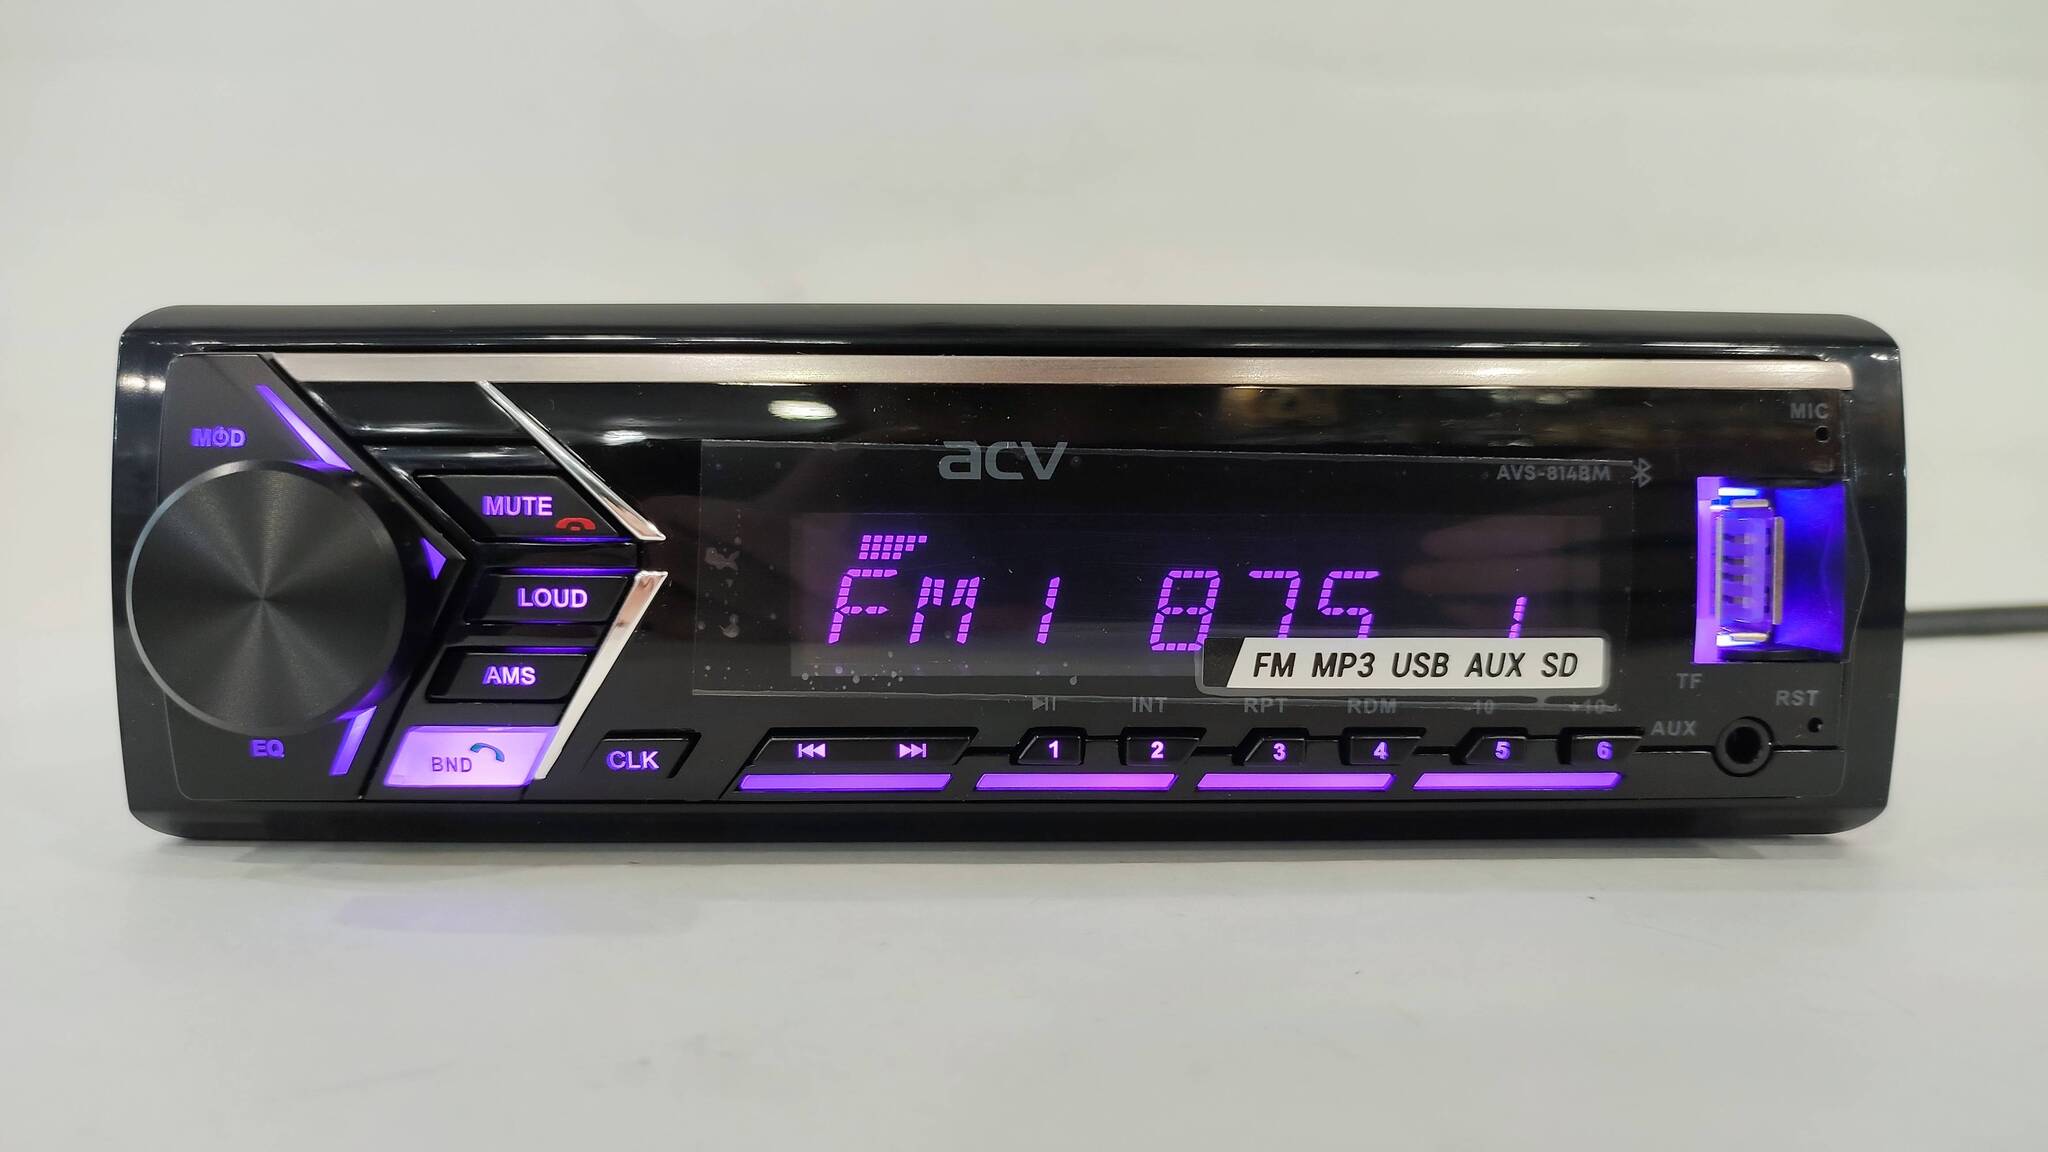 MIC
acv
AVS-814BM
MOD
MUTE
FM1 875 1
LOUD
FM MP3 USB AUX SD
AMS
TF
RST
INT RPT RDM -10 +10
AUX
EQ
BND
CLK
1 2 3 4 5 6